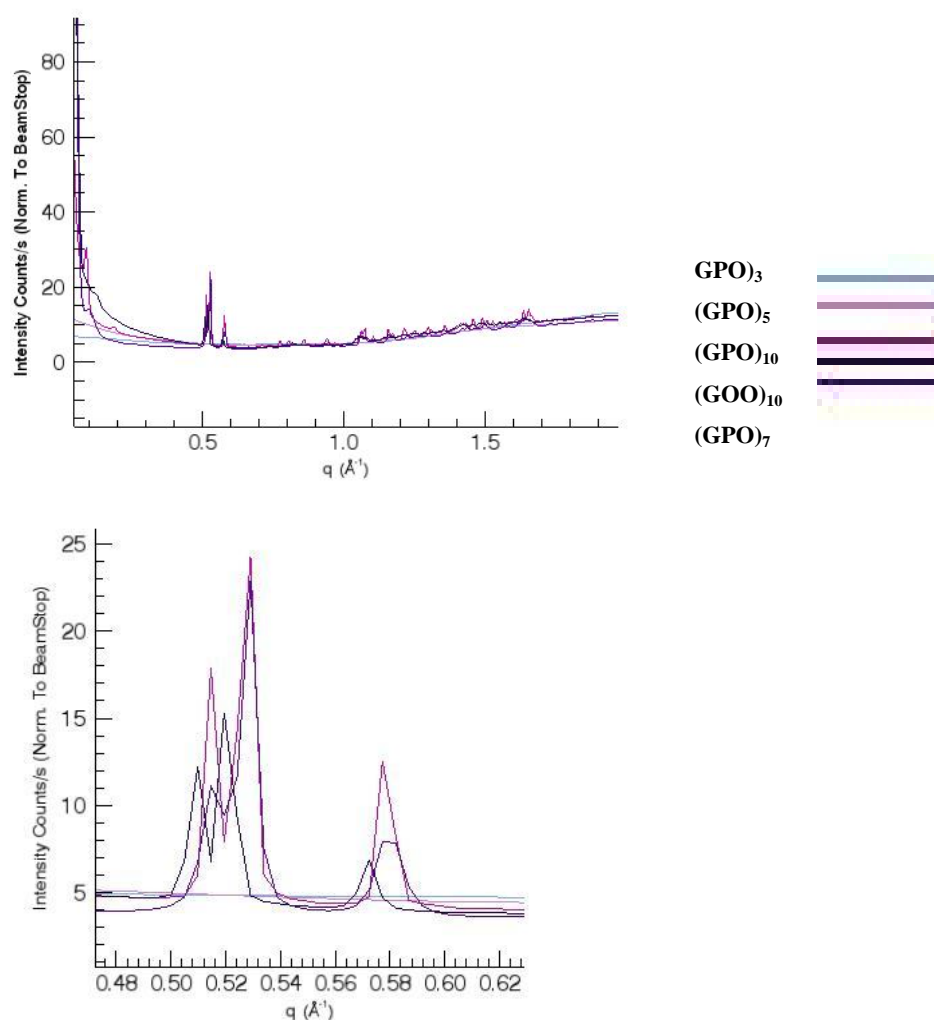 80
60
40
20
0
Intensity Counts/s (Norm. To BeamStop)
0.5 1.0 1.5
q (Å⁻¹)
GPO)₃
(GPO)₅
(GPO)₁₀
(GOO)₁₀
(GPO)₇
25
20
15
10
5
Intensity Counts/s (Norm. To BeamStop)
0.48 0.50 0.52 0.54 0.56 0.58 0.60 0.62
q (Å⁻¹)